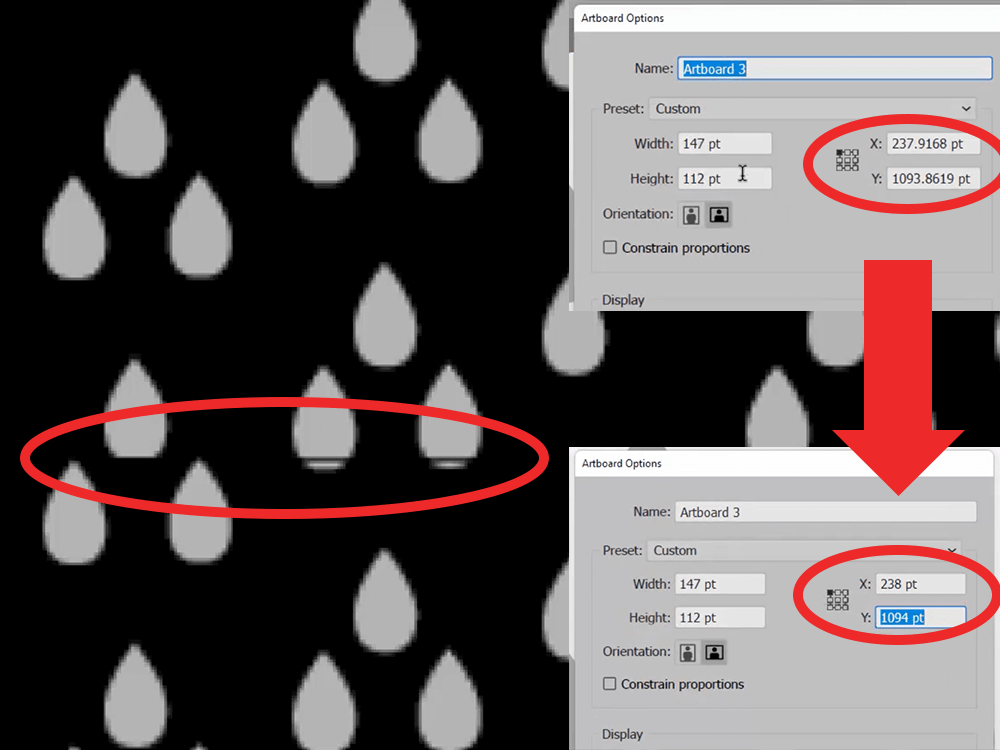 Artboard Options
Name: Artboard 3
Preset: Custom
Width: 147 pt X: 237.9168 pt
Height: 112 pt Y: 1093.8619 pt
Orientation:
Constrain proportions
Display
Artboard Options
Name: Artboard 3
Preset: Custom
Width: 147 pt X: 238 pt
Height: 112 pt Y: 1094 pt
Orientation:
Constrain proportions
Display